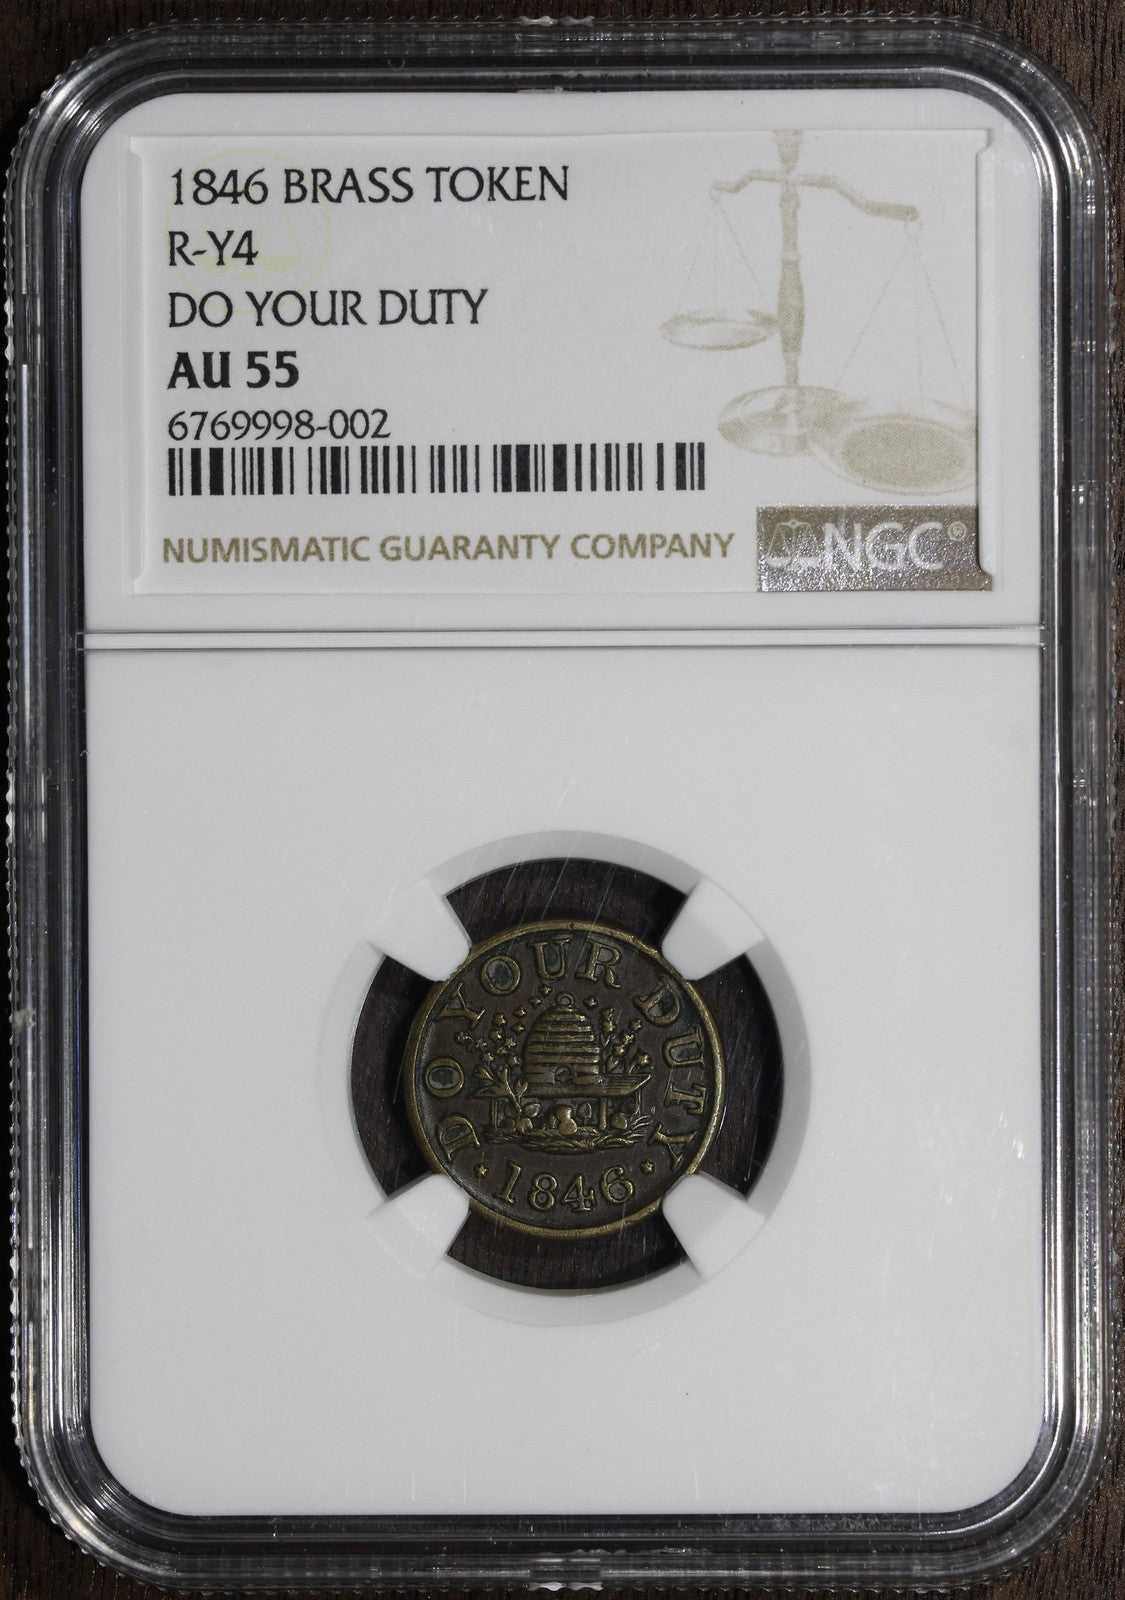 1846 BRASS TOKEN
R-Y4
DO YOUR DUTY
AU 55
6769998-002
NUMISMATIC GUARANTY COMPANY
NGC®
DO YOUR DUTY
1846